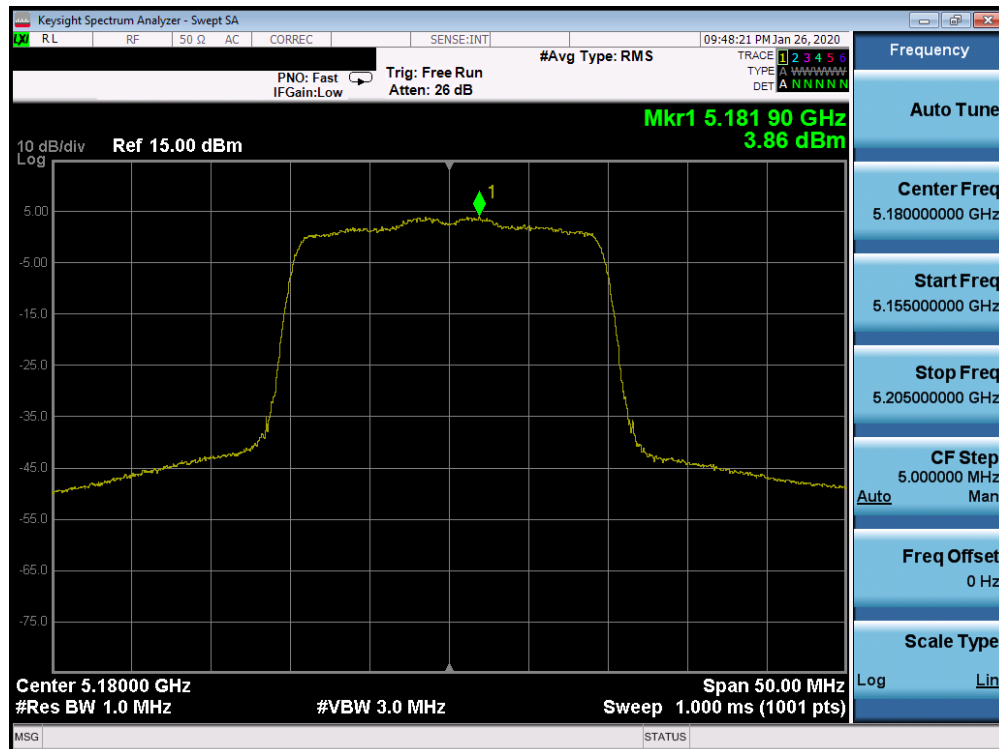 Keysight Spectrum Analyzer - Swept SA
LXI RL RF 50 Ω AC CORREC SENSE:INT 09:48:21 PM Jan 26, 2020
#Avg Type: RMS
TRACE 1 2 3 4 5 6
TYPE A WWWWW
DET A N N N N N
PNO: Fast
IFGain:Low
Trig: Free Run
Atten: 26 dB
Mkr1 5.181 90 GHz
3.86 dBm
10 dB/div Ref 15.00 dBm
Log
1
5.00
-5.00
-15.0
-25.0
-35.0
-45.0
-55.0
-65.0
-75.0
Center 5.18000 GHz Span 50.00 MHz
#Res BW 1.0 MHz #VBW 3.0 MHz Sweep 1.000 ms (1001 pts)
MSG STATUS
Frequency
Auto Tune
Center Freq
5.180000000 GHz
Start Freq
5.155000000 GHz
Stop Freq
5.205000000 GHz
CF Step
5.000000 MHz
Auto Man
Freq Offset
0 Hz
Scale Type
Log Lin